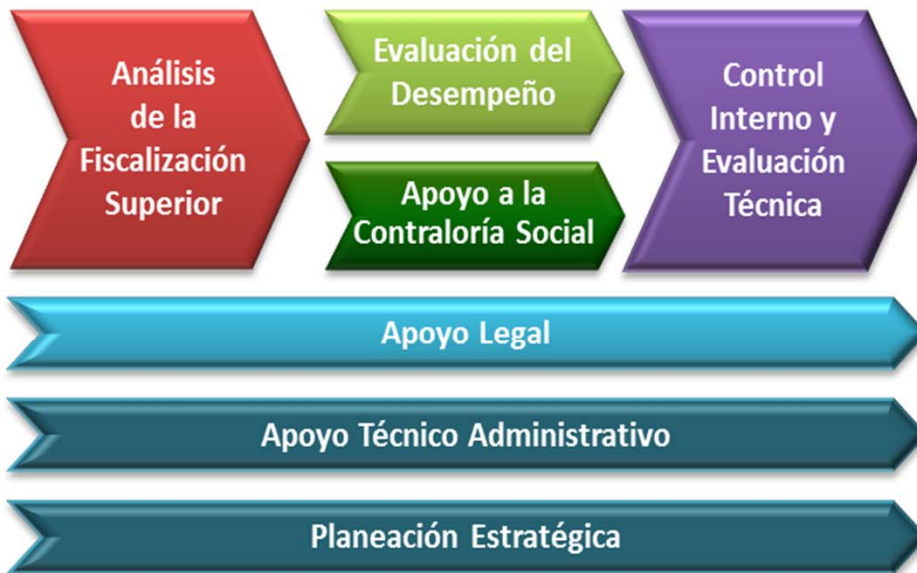 Análisis
de la
Fiscalización
Superior
Evaluación del
Desempeño
Apoyo a la
Contraloría Social
Control
Interno y
Evaluación
Técnica
Apoyo Legal
Apoyo Técnico Administrativo
Planeación Estratégica